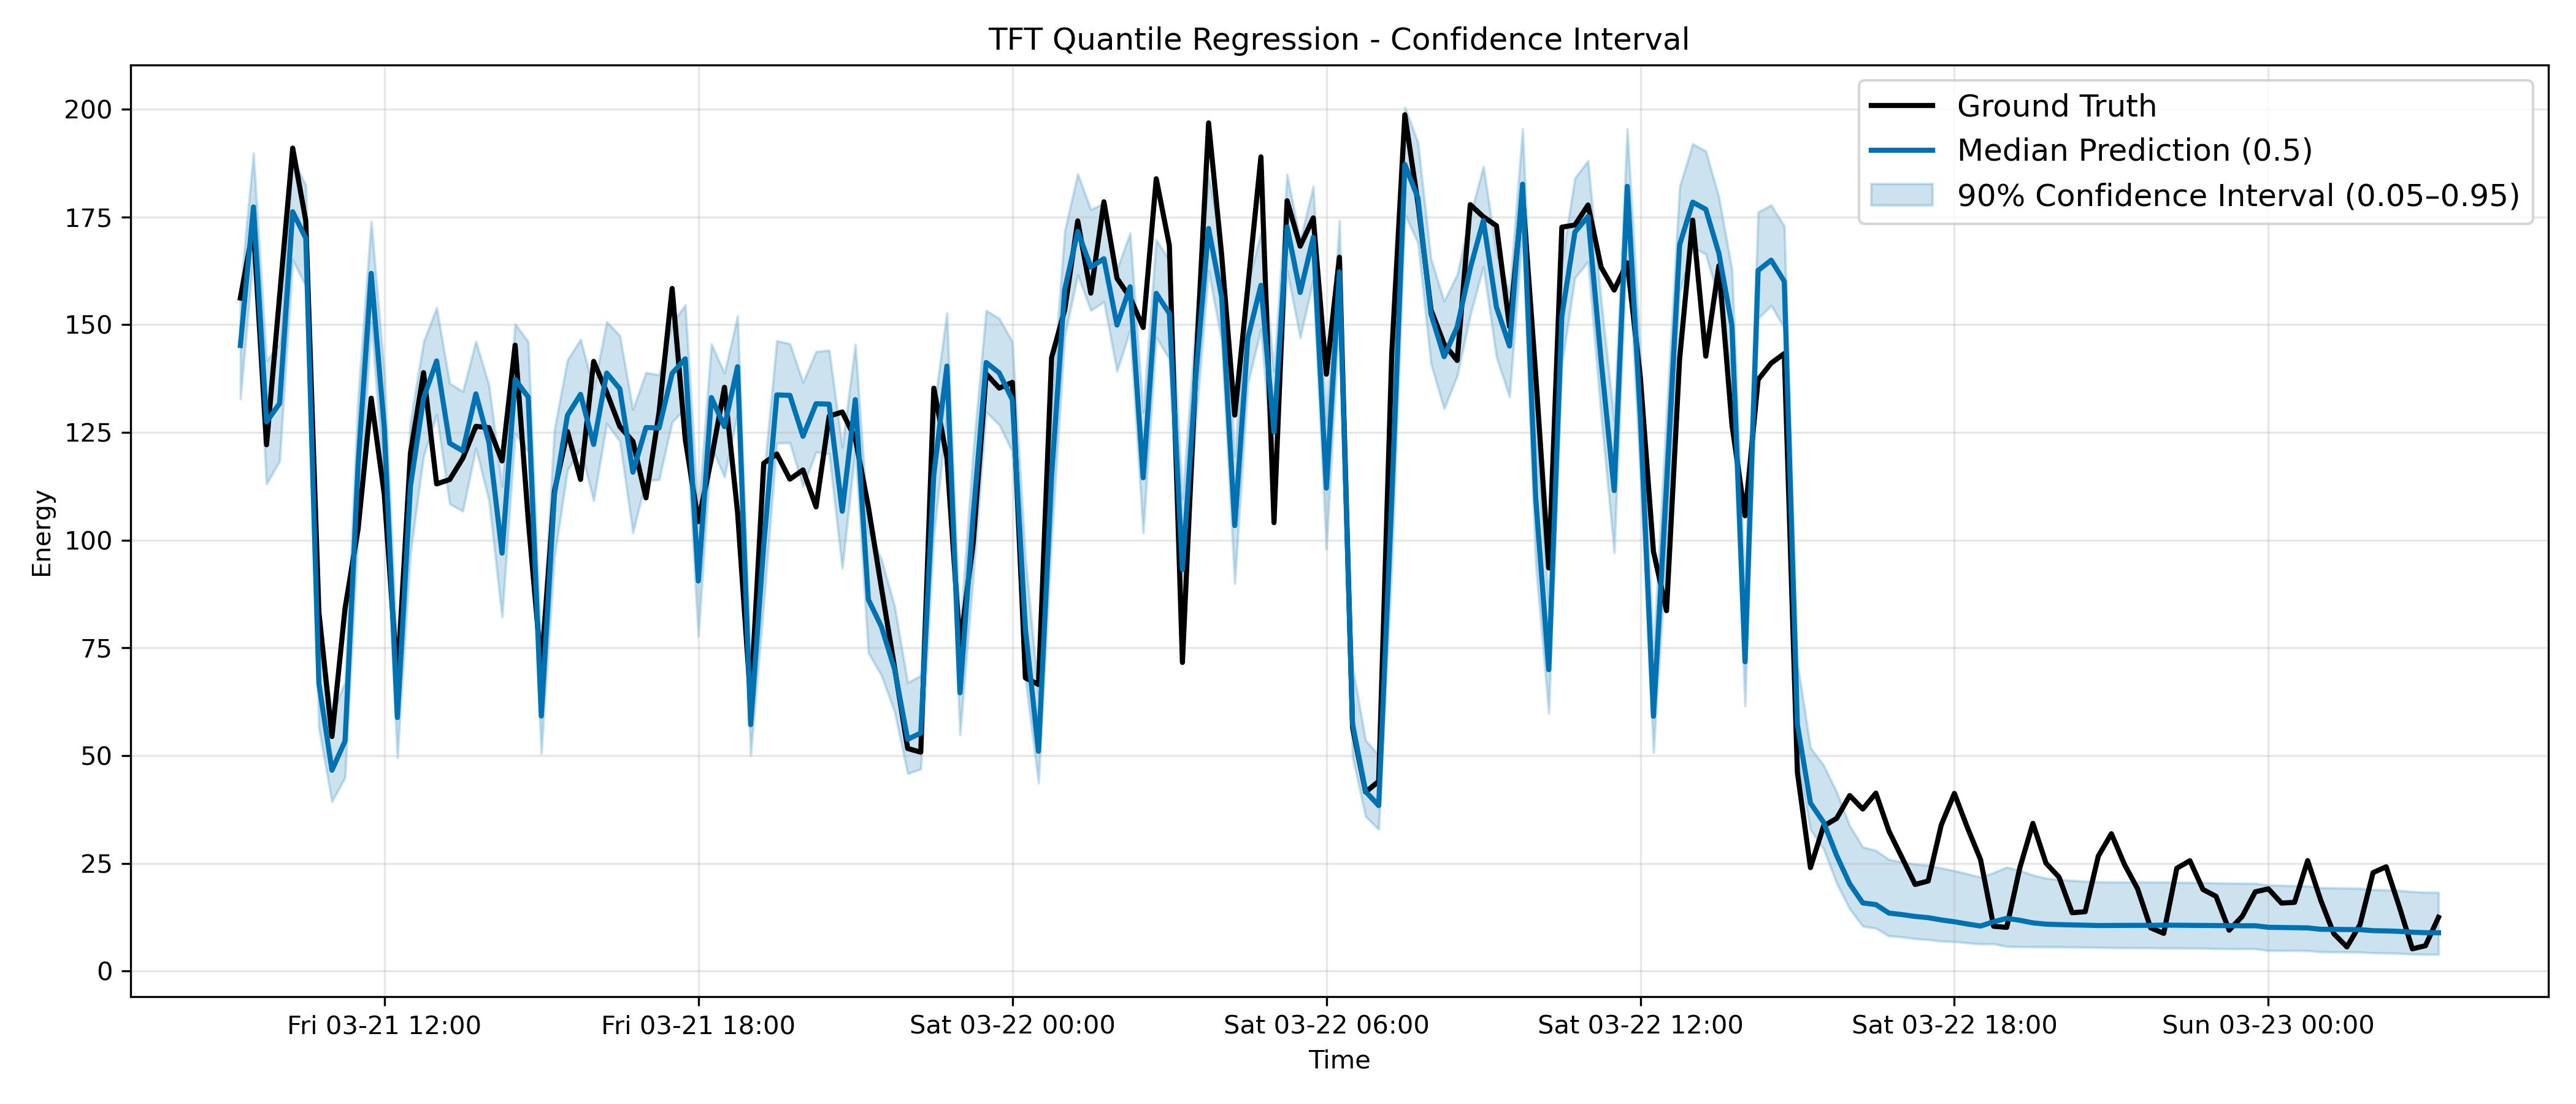 TFT Quantile Regression - Confidence Interval
Ground Truth
Median Prediction (0.5)
90% Confidence Interval (0.05–0.95)
Energy
200
175
150
125
100
75
50
25
0
Fri 03-21 12:00
Fri 03-21 18:00
Sat 03-22 00:00
Sat 03-22 06:00
Sat 03-22 12:00
Sat 03-22 18:00
Sun 03-23 00:00
Time